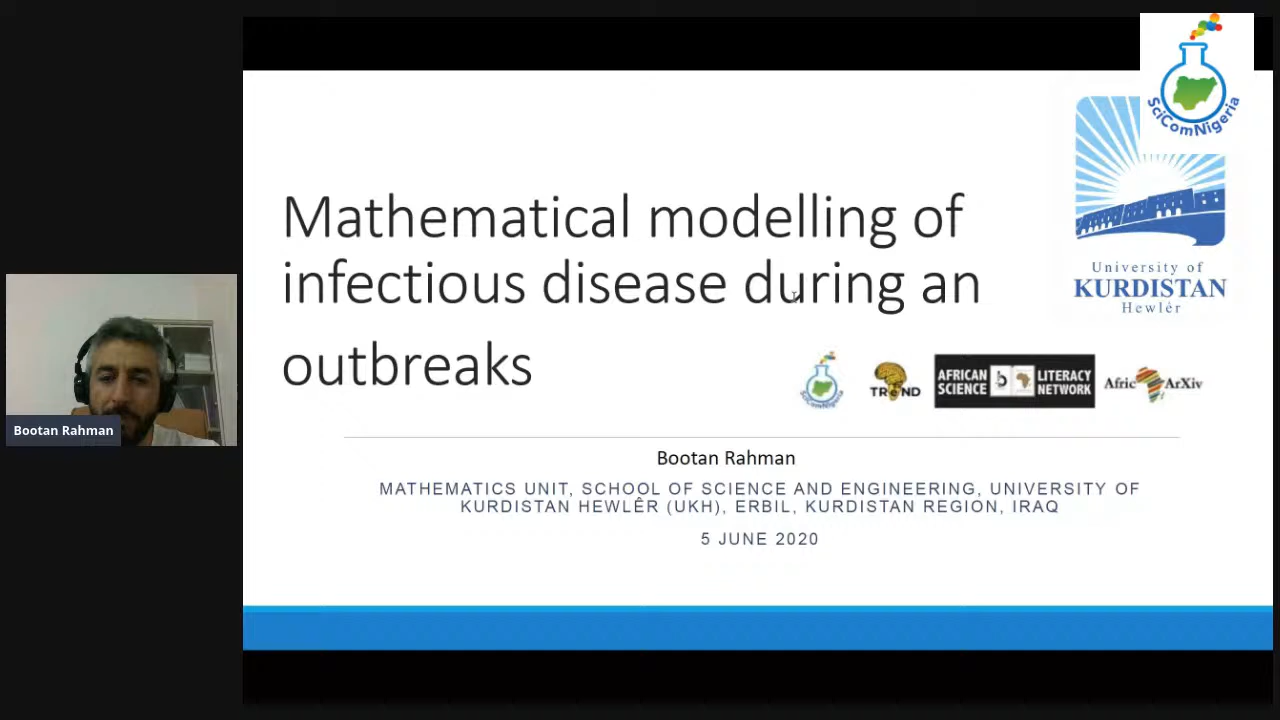 SciComNigeria
Mathematical modelling of
infectious disease during an
outbreaks
University of
KURDISTAN
Hewlêr
SciComNigeria
TReND
AFRICAN
SCIENCE
LITERACY
NETWORK
AfricArXiv
Bootan Rahman
Bootan Rahman
MATHEMATICS UNIT, SCHOOL OF SCIENCE AND ENGINEERING, UNIVERSITY OF
KURDISTAN HEWLÊR (UKH), ERBIL, KURDISTAN REGION, IRAQ
5 JUNE 2020